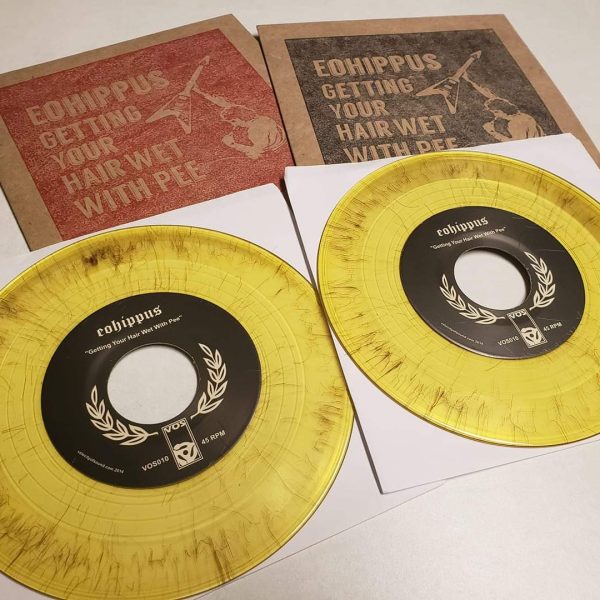 EOHIPPUS
GETTING
YOUR
HAIR WET
WITH PEE
EOHIPPUS
GETTING
YOUR
HAIR WET
WITH PEE
eohippus
"Getting Your Hair Wet With Pee"
VOS
VOS010
45 RPM
eohippus
"Getting Your Hair Wet With Pee"
VOS
VOS010
45 RPM